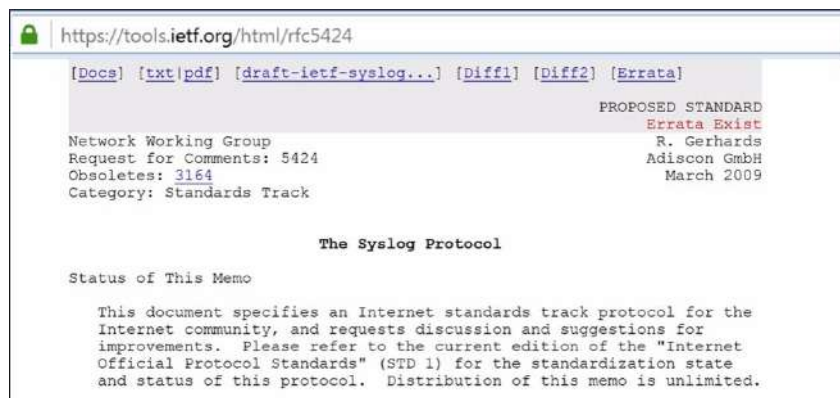 https://tools.ietf.org/html/rfc5424
[Docs] [txt|pdf] [draft-ietf-syslog...] [Diff1] [Diff2] [Errata]
PROPOSED STANDARD
Errata Exist
Network Working Group R. Gerhards
Request for Comments: 5424 Adiscon GmbH
Obsoletes: 3164 March 2009
Category: Standards Track
The Syslog Protocol
Status of This Memo
This document specifies an Internet standards track protocol for the
Internet community, and requests discussion and suggestions for
improvements. Please refer to the current edition of the "Internet
Official Protocol Standards" (STD 1) for the standardization state
and status of this protocol. Distribution of this memo is unlimited.